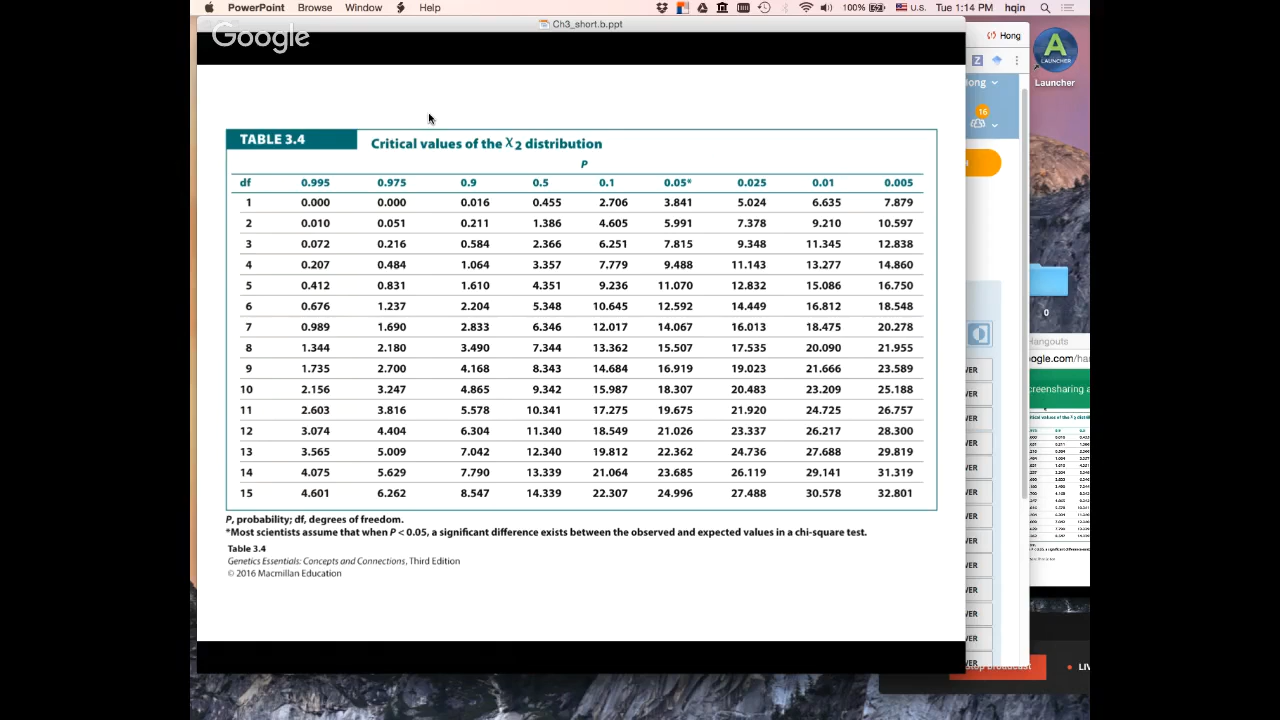 PowerPoint Browse Window Help 100% U.S. Tue 1:14 PM hqin
Ch3_short.b.ppt
Google
Hong
Launcher
LAUNCHER
16
TABLE 3.4 Critical values of the χ2 distribution
P
df 0.995 0.975 0.9 0.5 0.1 0.05* 0.025 0.01 0.005
1 0.000 0.000 0.016 0.455 2.706 3.841 5.024 6.635 7.879
2 0.010 0.051 0.211 1.386 4.605 5.991 7.378 9.210 10.597
3 0.072 0.216 0.584 2.366 6.251 7.815 9.348 11.345 12.838
4 0.207 0.484 1.064 3.357 7.779 9.488 11.143 13.277 14.860
5 0.412 0.831 1.610 4.351 9.236 11.070 12.832 15.086 16.750
6 0.676 1.237 2.204 5.348 10.645 12.592 14.449 16.812 18.548
7 0.989 1.690 2.833 6.346 12.017 14.067 16.013 18.475 20.278
8 1.344 2.180 3.490 7.344 13.362 15.507 17.535 20.090 21.955
9 1.735 2.700 4.168 8.343 14.684 16.919 19.023 21.666 23.589
10 2.156 3.247 4.865 9.342 15.987 18.307 20.483 23.209 25.188
11 2.603 3.816 5.578 10.341 17.275 19.675 21.920 24.725 26.757
12 3.074 4.404 6.304 11.340 18.549 21.026 23.337 26.217 28.300
13 3.565 5.009 7.042 12.340 19.812 22.362 24.736 27.688 29.819
14 4.075 5.629 7.790 13.339 21.064 23.685 26.119 29.141 31.319
15 4.601 6.262 8.547 14.339 22.307 24.996 27.488 30.578 32.801
P, probability; df, degrees of freedom.
*Most scientists assume that when P < 0.05, a significant difference exists between the observed and expected values in a chi-square test.
Table 3.4
Genetics Essentials: Concepts and Connections, Third Edition
© 2016 Macmillan Education
0